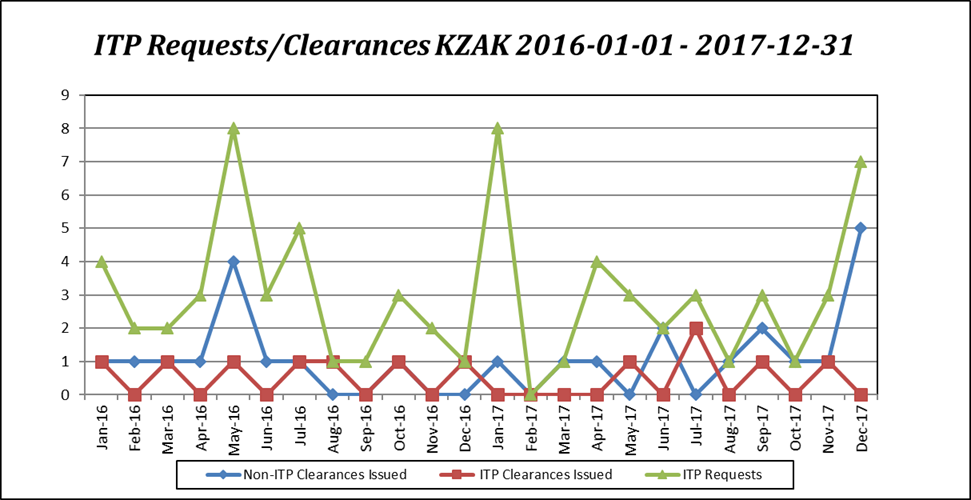 ITP Requests/Clearances KZAK 2016-01-01 - 2017-12-31
9
8
7
6
5
4
3
2
1
0
Jan-16
Feb-16
Mar-16
Apr-16
May-16
Jun-16
Jul-16
Aug-16
Sep-16
Oct-16
Nov-16
Dec-16
Jan-17
Feb-17
Mar-17
Apr-17
May-17
Jun-17
Jul-17
Aug-17
Sep-17
Oct-17
Nov-17
Dec-17
Non-ITP Clearances Issued
ITP Clearances Issued
ITP Requests